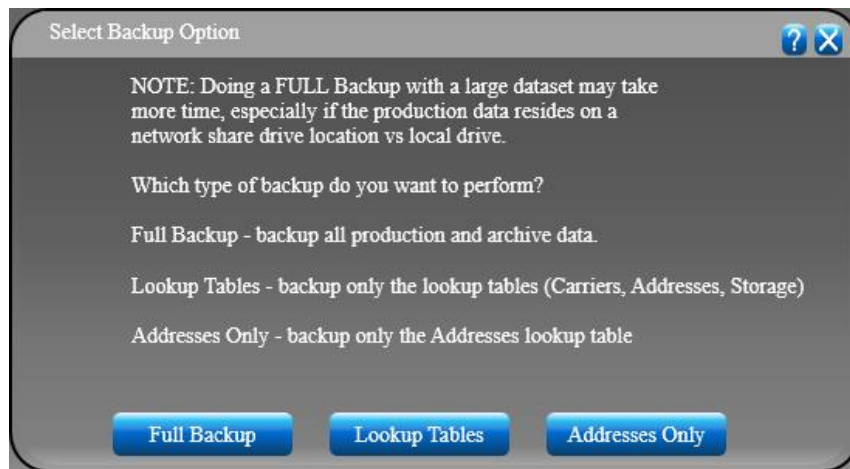 Select Backup Option
?
NOTE: Doing a FULL Backup with a large dataset may take
more time, especially if the production data resides on a
network share drive location vs local drive.
Which type of backup do you want to perform?
Full Backup - backup all production and archive data.
Lookup Tables - backup only the lookup tables (Carriers, Addresses, Storage)
Addresses Only - backup only the Addresses lookup table
Full Backup
Lookup Tables
Addresses Only